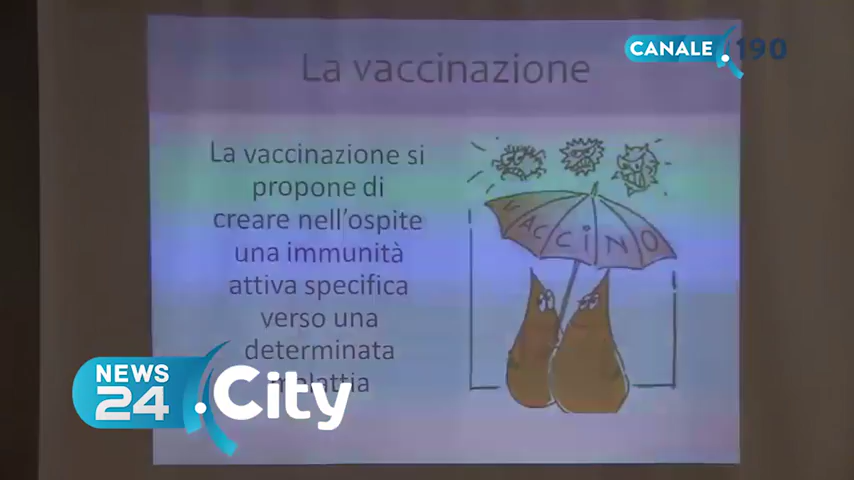 CANALE 190
La vaccinazione
La vaccinazione si
propone di
creare nell'ospite
una immunità
attiva specifica
verso una
determinata
malattia
VACCINO
NEWS
24 .City